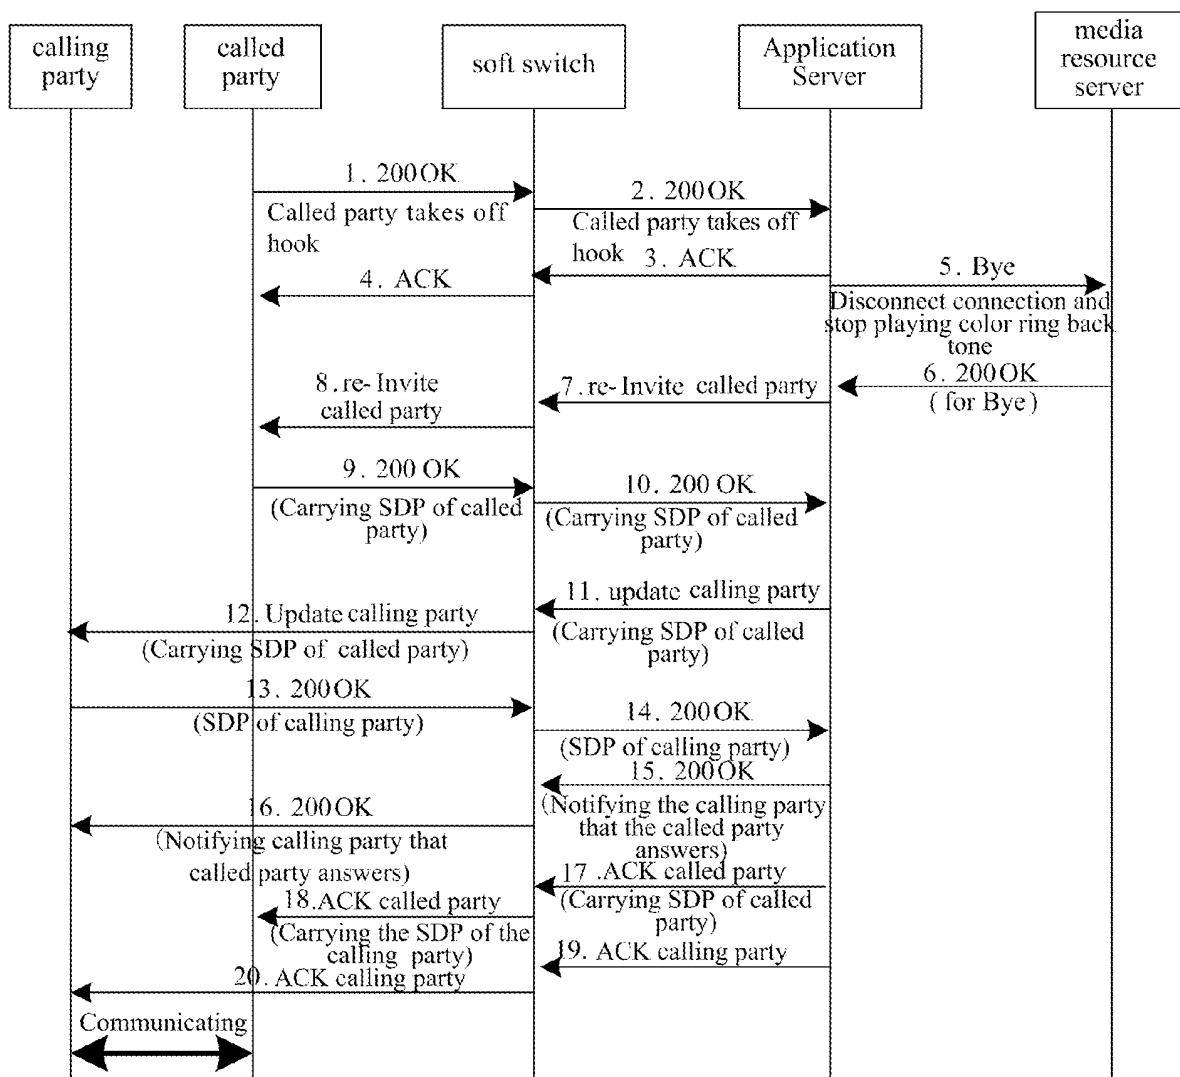 calling
party
called
party
soft switch
Application
Server
media
resource
server
1. 200OK
Called party takes off
hook
2. 200OK
Called party takes off
hook
3. ACK
4. ACK
5. Bye
Disconnect connection and
stop playing color ring back
tone
6. 200OK
(for Bye)
7. re-Invite called party
8. re-Invite
called party
9. 200 OK
(Carrying SDP of called
party)
10. 200 OK
(Carrying SDP of called
party)
11. update calling party
(Carrying SDP of called
party)
12. Update calling party
(Carrying SDP of called party)
13. 200OK
(SDP of calling party)
14. 200OK
(SDP of calling party)
15. 200OK
(Notifying the calling party
that the called party
answers)
16. 200OK
(Notifying calling party that
called party answers)
17 .ACK called party
(Carrying SDP of called
party)
18.ACK called party
(Carrying the SDP of the
calling party)
19. ACK calling party
20. ACK calling party
Communicating